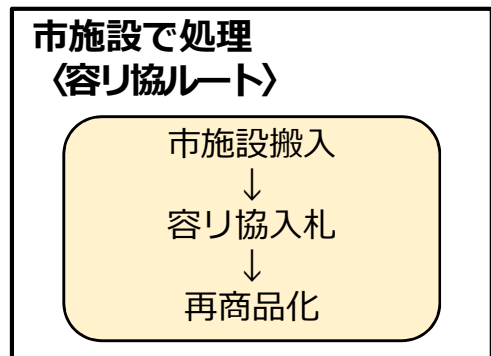 市施設で処理
〈容リ協ルート〉
市施設搬入
↓
容リ協入札
↓
再商品化